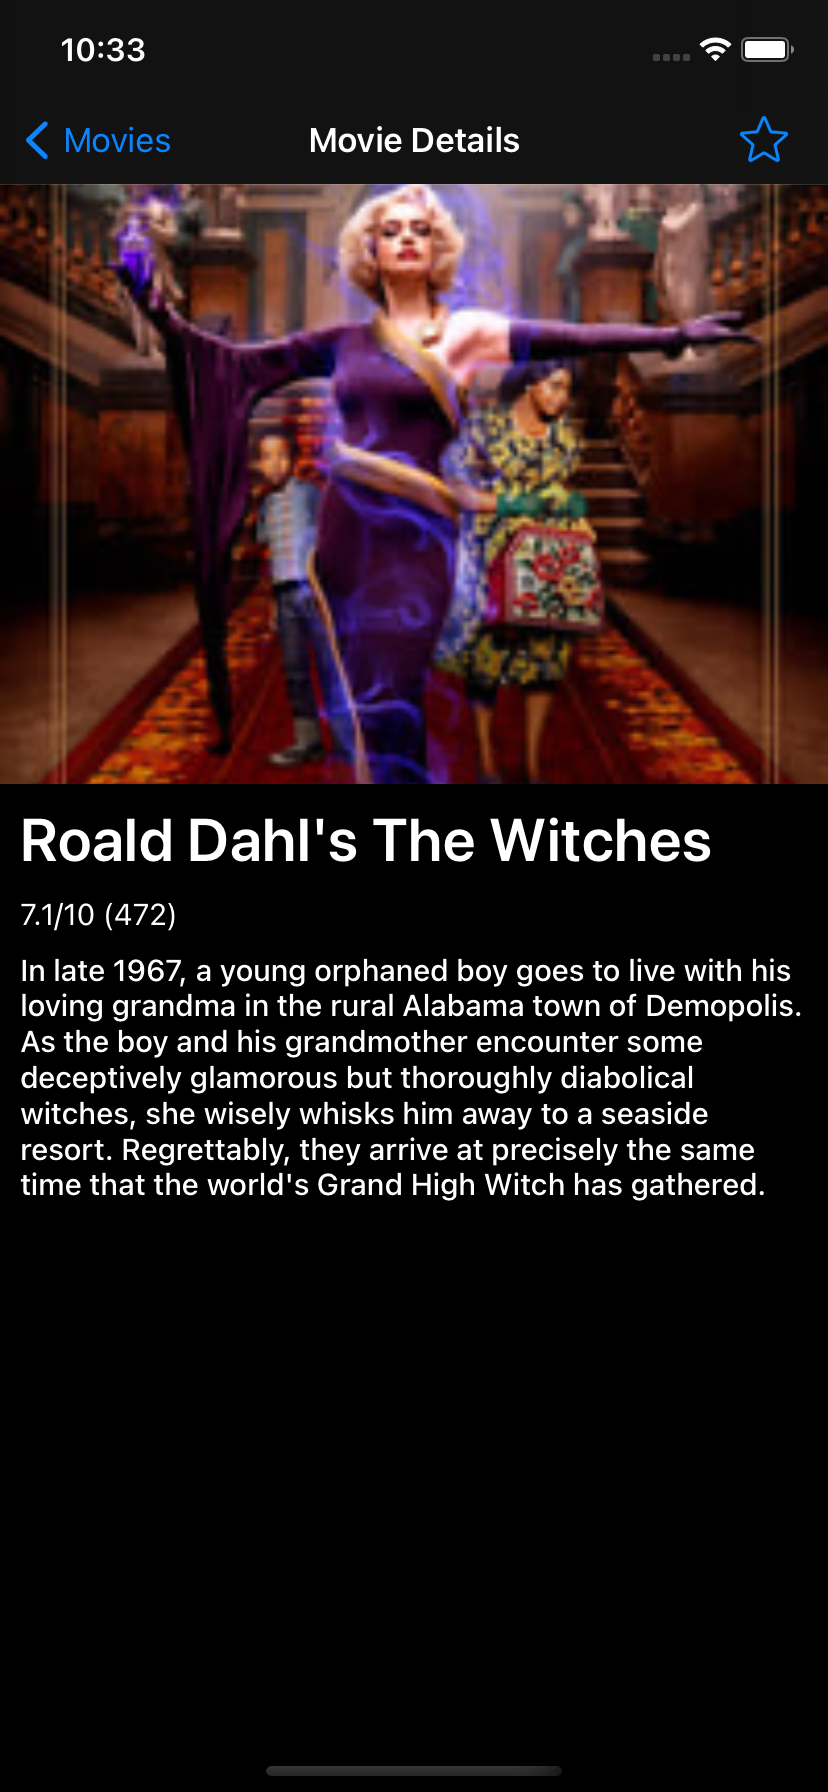 10:33
Movies
Movie Details
Roald Dahl's The Witches
7.1/10 (472)
In late 1967, a young orphaned boy goes to live with his
loving grandma in the rural Alabama town of Demopolis.
As the boy and his grandmother encounter some
deceptively glamorous but thoroughly diabolical
witches, she wisely whisks him away to a seaside
resort. Regrettably, they arrive at precisely the same
time that the world's Grand High Witch has gathered.